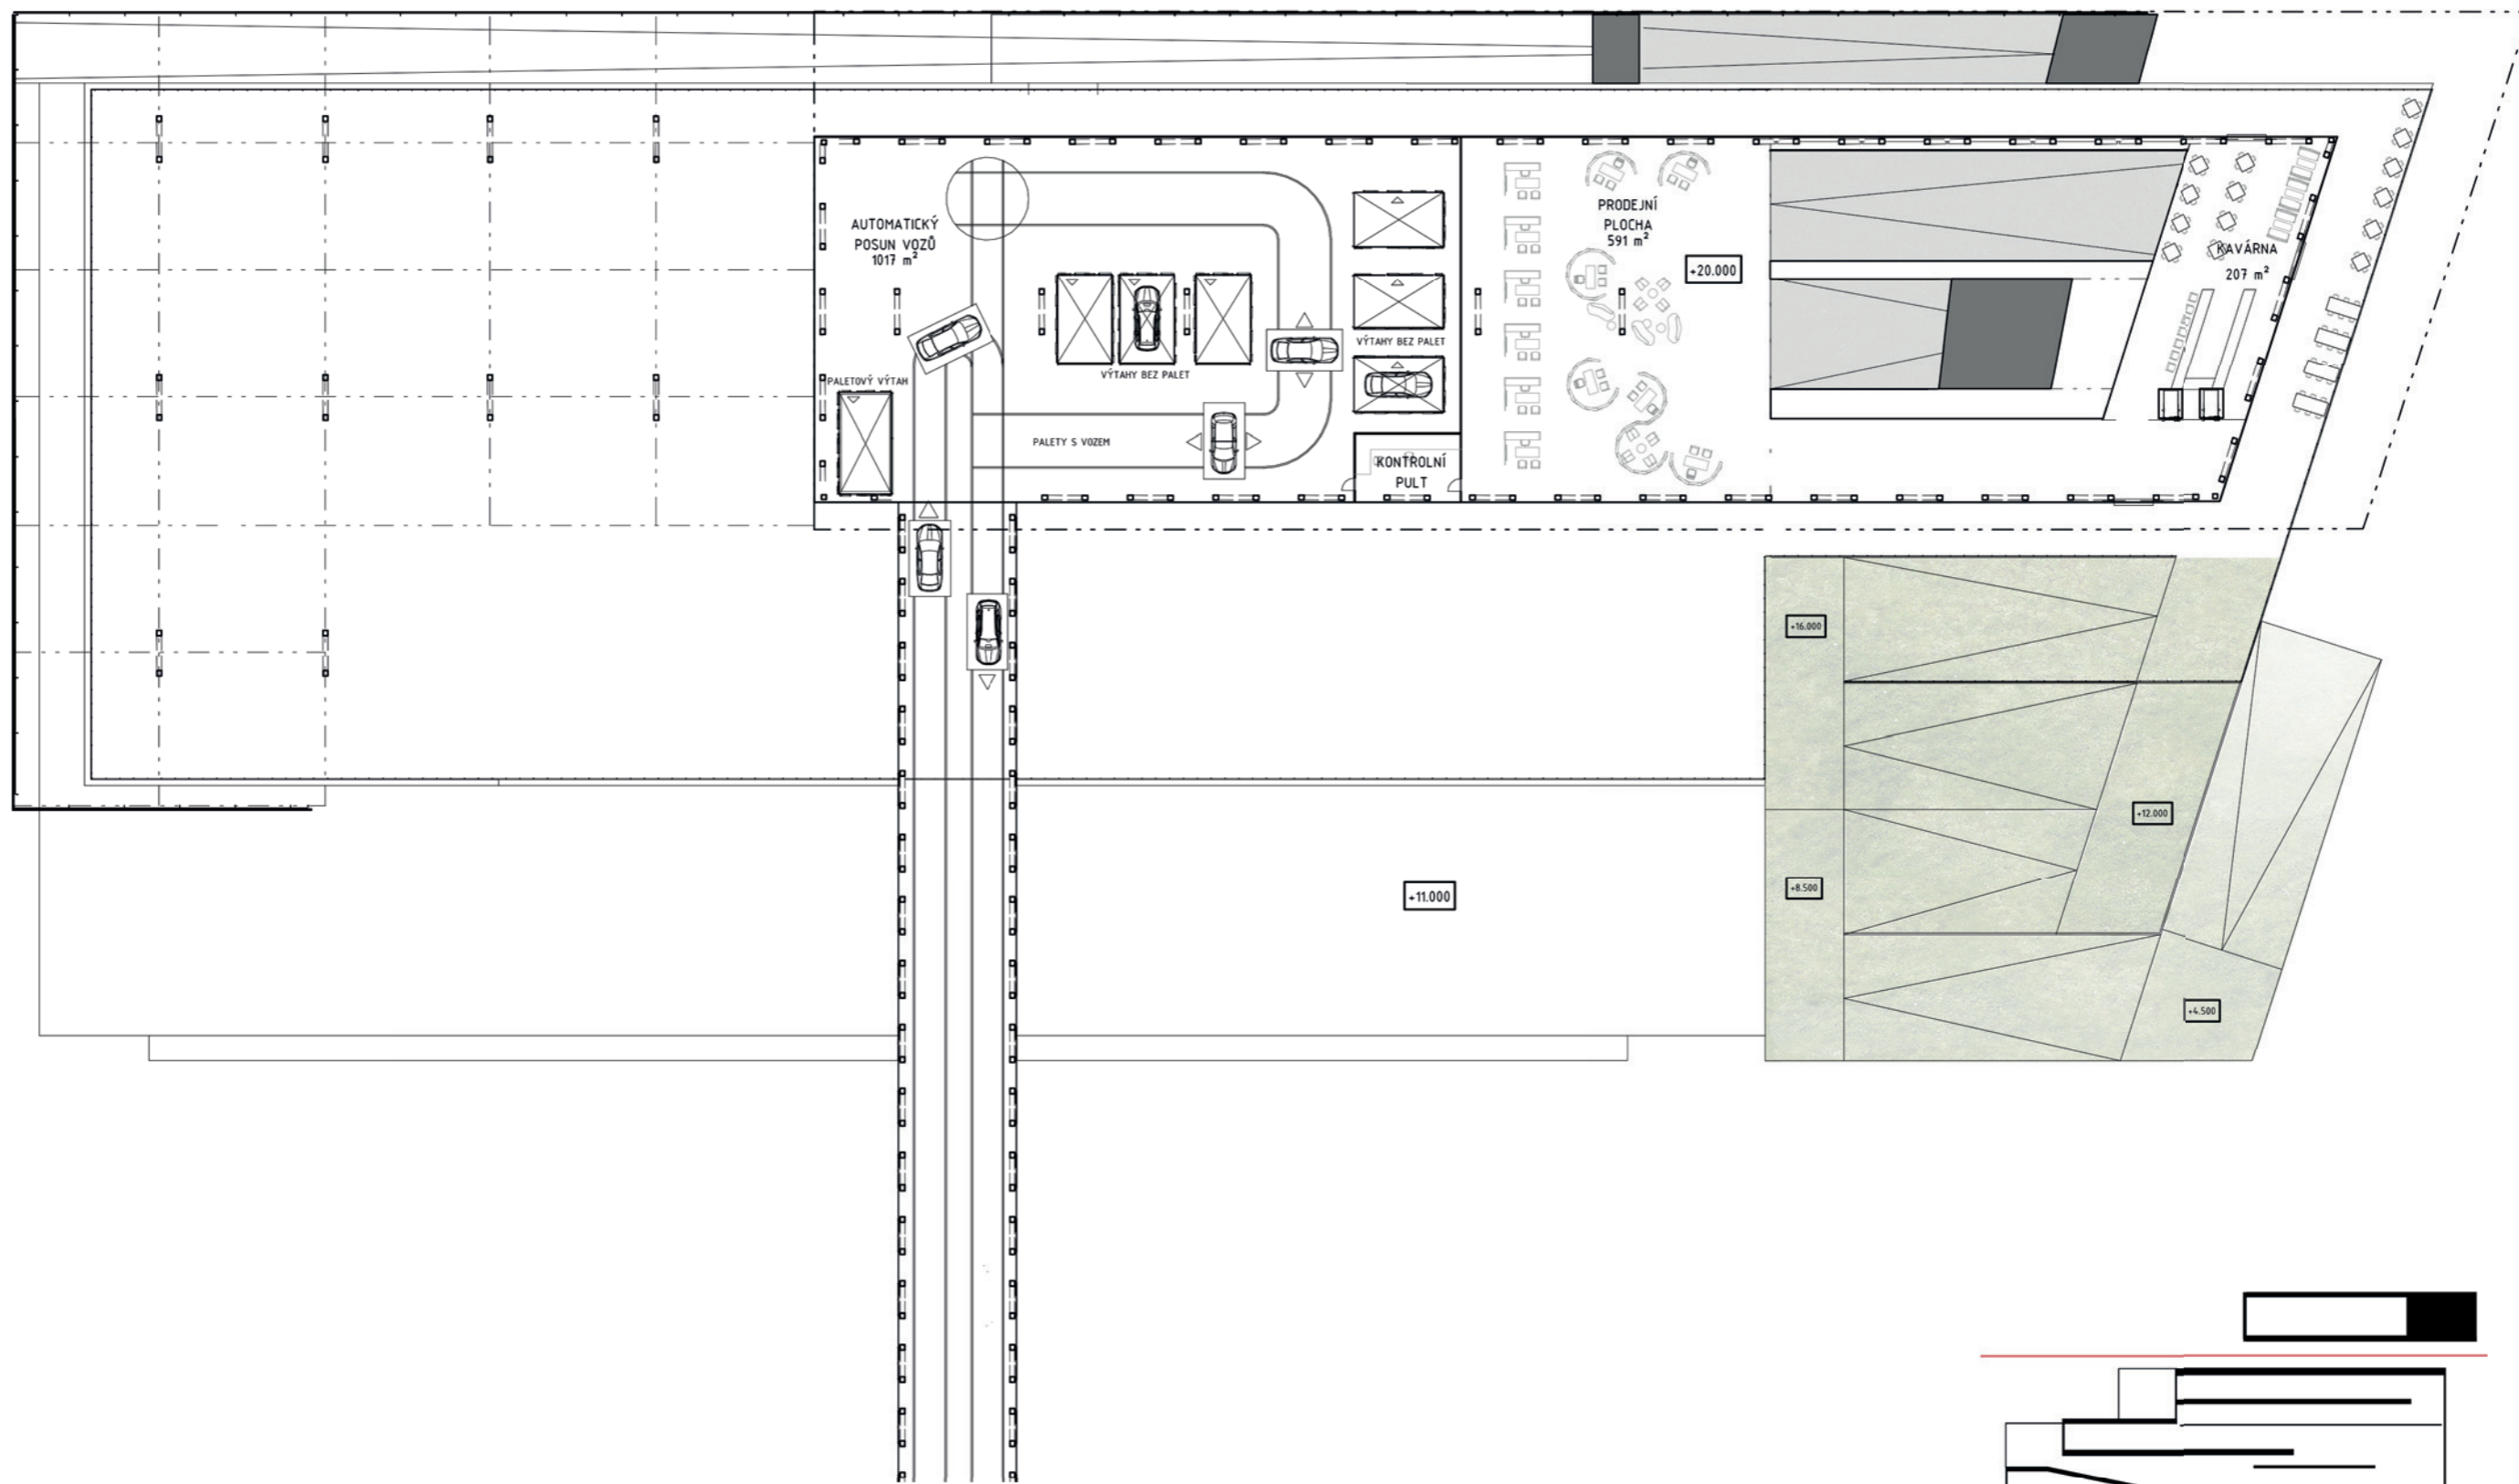 AUTOMATICKÝ
POSUN VOZŮ
1017 m²
PRODEJNÍ
PLOCHA
591 m²
+20.000
KAVÁRNA
207 m²
VÝTAHY BEZ PALET
VÝTAHY BEZ PALET
PALETOVÝ VÝTAH
PALETY S VOZEM
KONTROLNÍ
PULT
+16.000
+12.000
+8.500
+11.000
+4.500